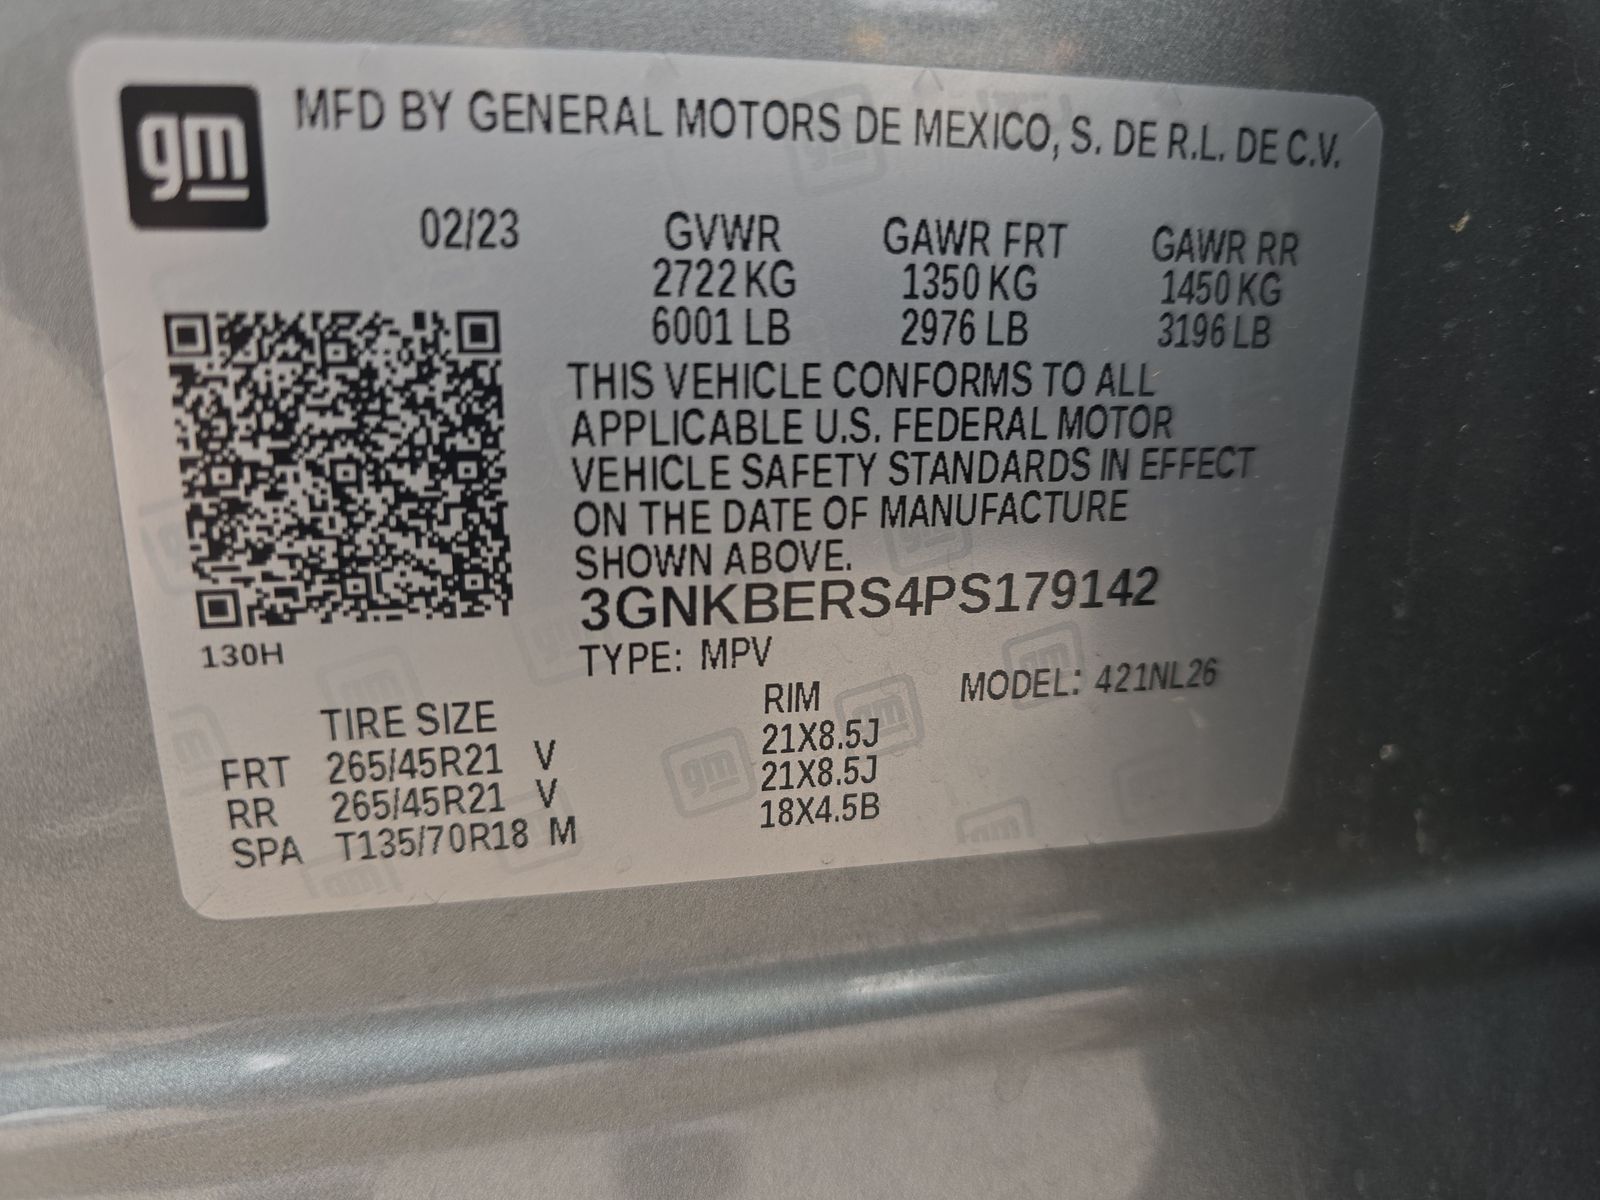 gm
MFD BY GENERAL MOTORS DE MEXICO, S. DE R.L. DE C.V.
02/23 GVWR GAWR FRT GAWR RR
2722 KG 1350 KG 1450 KG
6001 LB 2976 LB 3196 LB
THIS VEHICLE CONFORMS TO ALL
APPLICABLE U.S. FEDERAL MOTOR
VEHICLE SAFETY STANDARDS IN EFFECT
ON THE DATE OF MANUFACTURE
SHOWN ABOVE.
3GNKBERS4PS179142
130H
TYPE: MPV MODEL: 421NL26
TIRE SIZE RIM
FRT 265/45R21 V 21X8.5J
RR 265/45R21 V 21X8.5J
SPA T135/70R18 M 18X4.5B